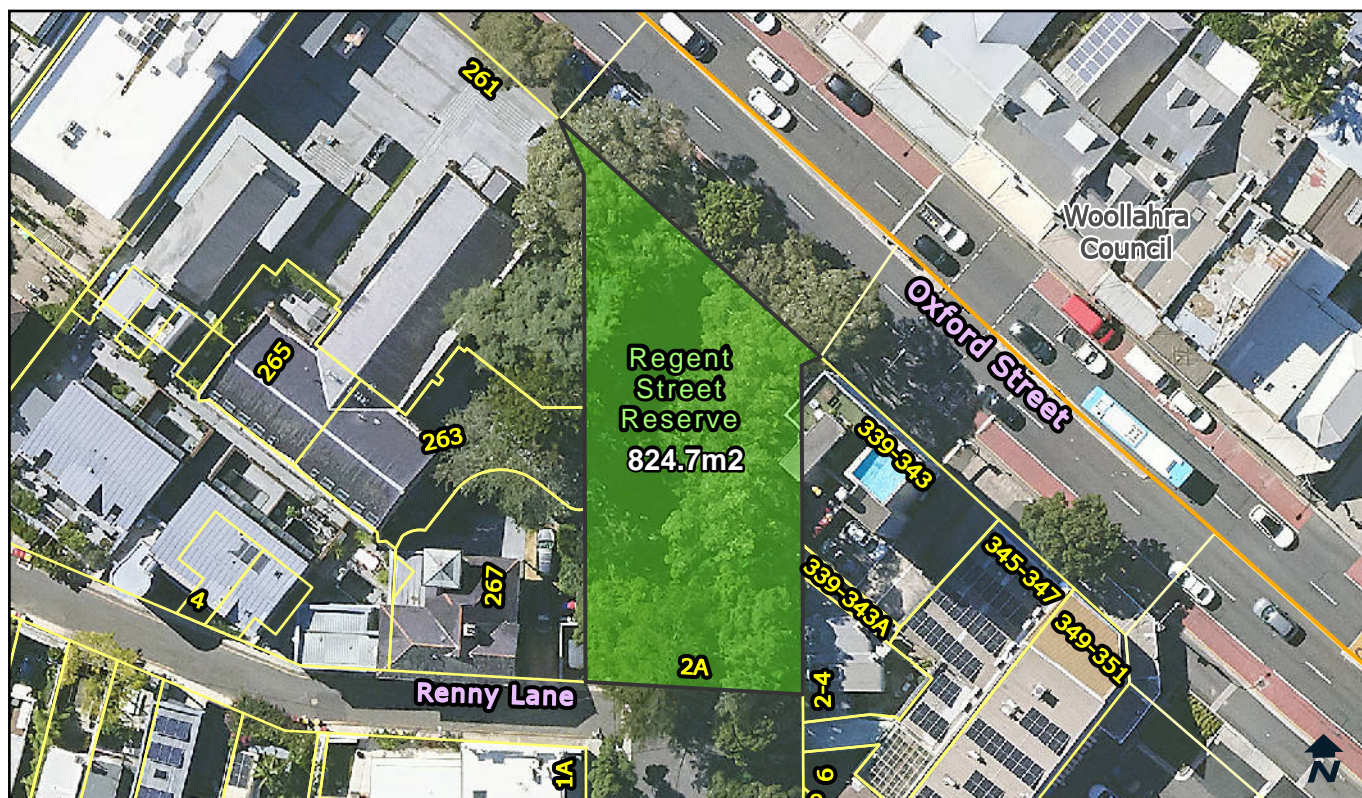 261
Woollahra
Council
Oxford Street
265
Regent
Street
Reserve
824.7m2
263
339-343
345-347
267
4
339-343A
349-351
2A
2-4
Renny Lane
1A
6
N